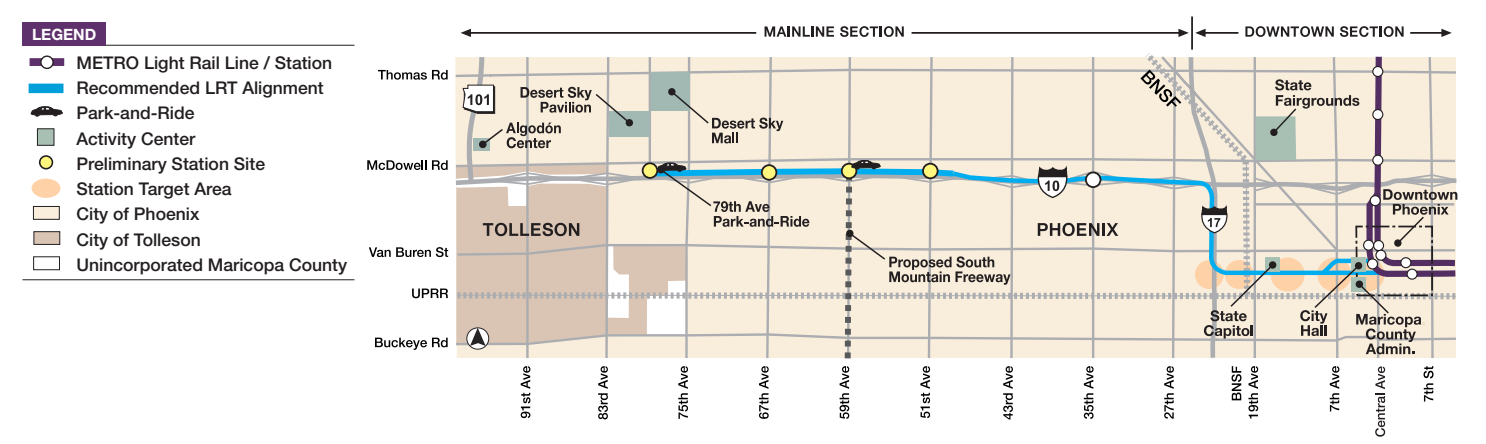 LEGEND
METRO Light Rail Line / Station
Recommended LRT Alignment
Park-and-Ride
Activity Center
Preliminary Station Site
Station Target Area
City of Phoenix
City of Tolleson
Unincorporated Maricopa County
MAINLINE SECTION
DOWNTOWN SECTION
Thomas Rd
McDowell Rd
Van Buren St
UPRR
Buckeye Rd
101
Algodón
Center
Desert Sky
Pavilion
Desert Sky
Mall
BNSF
State
Fairgrounds
79th Ave
Park-and-Ride
TOLLESON
PHOENIX
10
17
Downtown
Phoenix
Proposed South
Mountain Freeway
State
Capitol
City
Hall
Maricopa
County
Admin.
91st Ave
83rd Ave
75th Ave
67th Ave
59th Ave
51st Ave
43rd Ave
35th Ave
27th Ave
BNSF
19th Ave
7th Ave
Central Ave
7th St